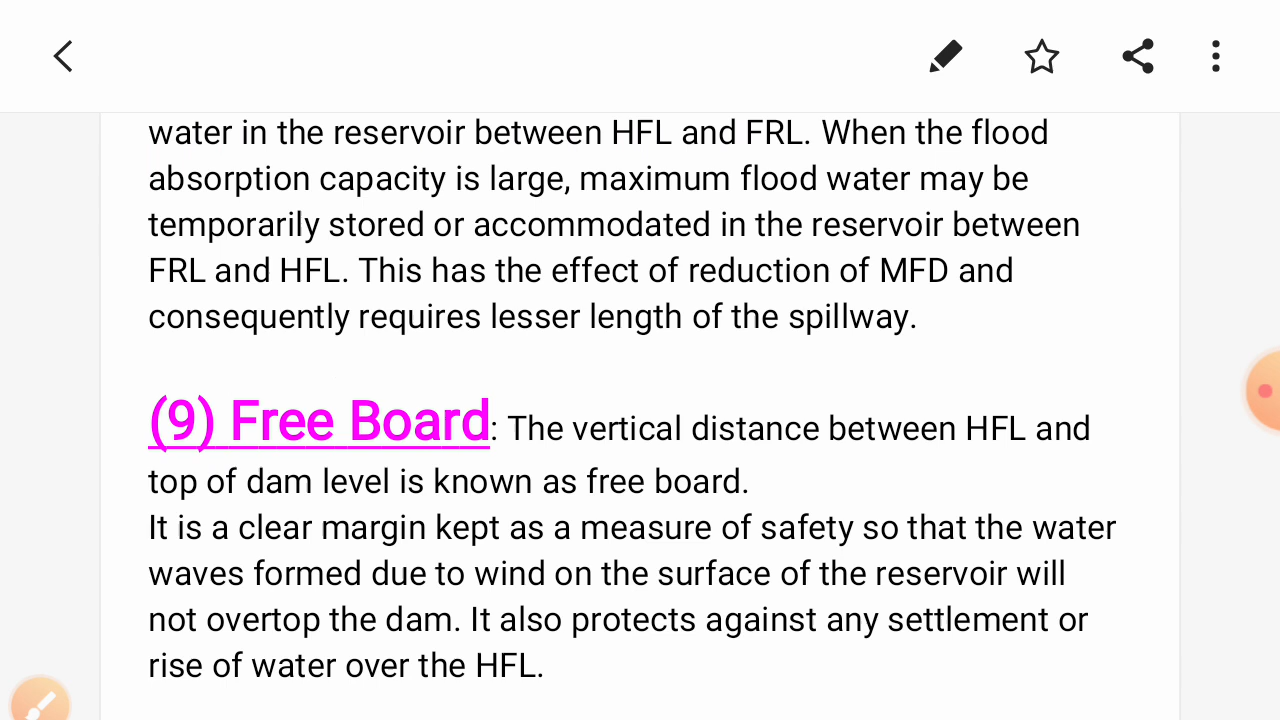 water in the reservoir between HFL and FRL. When the flood
absorption capacity is large, maximum flood water may be
temporarily stored or accommodated in the reservoir between
FRL and HFL. This has the effect of reduction of MFD and
consequently requires lesser length of the spillway.
(9) Free Board: The vertical distance between HFL and
top of dam level is known as free board.
It is a clear margin kept as a measure of safety so that the water
waves formed due to wind on the surface of the reservoir will
not overtop the dam. It also protects against any settlement or
rise of water over the HFL.